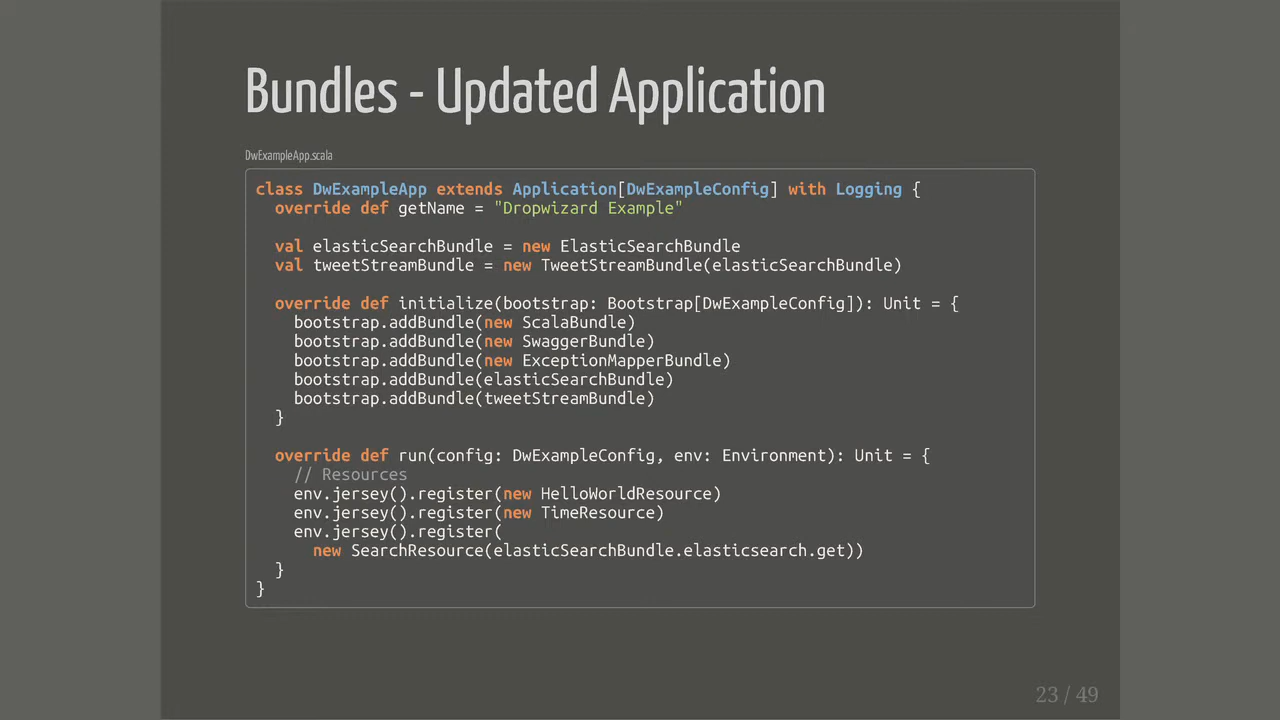 Bundles - Updated Application
DwExampleApp.scala
class DwExampleApp extends Application[DwExampleConfig] with Logging {
  override def getName = "Dropwizard Example"

  val elasticSearchBundle = new ElasticSearchBundle
  val tweetStreamBundle = new TweetStreamBundle(elasticSearchBundle)

  override def initialize(bootstrap: Bootstrap[DwExampleConfig]): Unit = {
    bootstrap.addBundle(new ScalaBundle)
    bootstrap.addBundle(new SwaggerBundle)
    bootstrap.addBundle(new ExceptionMapperBundle)
    bootstrap.addBundle(elasticSearchBundle)
    bootstrap.addBundle(tweetStreamBundle)
  }

  override def run(config: DwExampleConfig, env: Environment): Unit = {
    // Resources
    env.jersey().register(new HelloWorldResource)
    env.jersey().register(new TimeResource)
    env.jersey().register(
      new SearchResource(elasticSearchBundle.elasticsearch.get))
  }
}
23 / 49